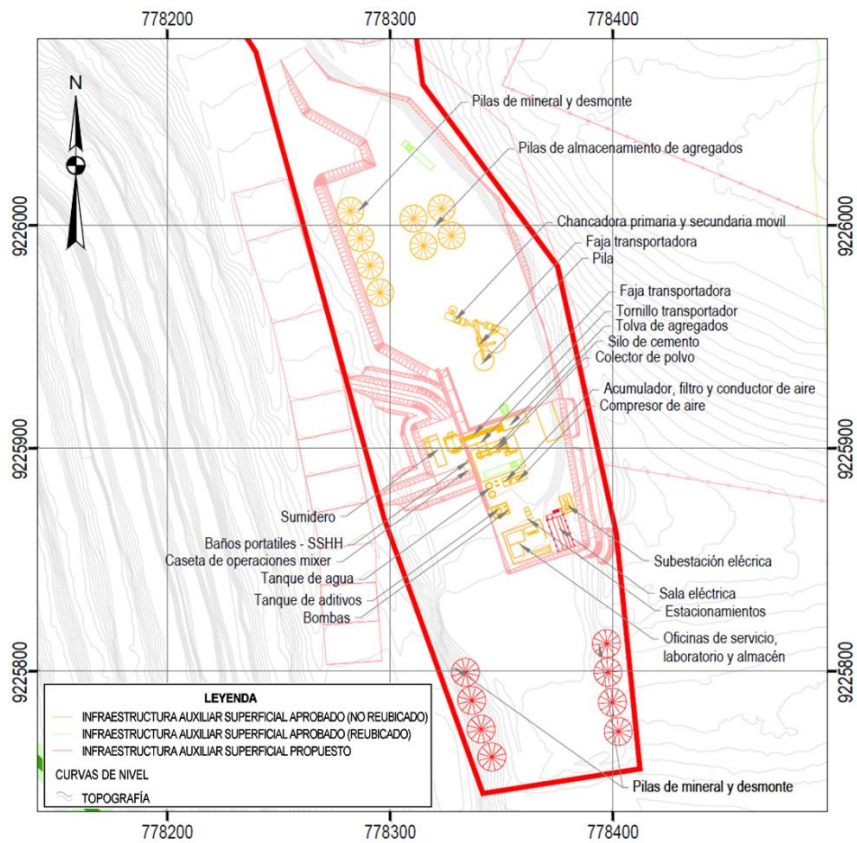 778200
778300
778400
N
Pilas de mineral y desmonte
Pilas de almacenamiento de agregados
9226000
9226000
Chancadora primaria y secundaria movil
Faja transportadora
Pila
Faja transportadora
Tornillo transportador
Tolva de agregados
Silo de cemento
Colector de polvo
Acumulador, filtro y conductor de aire
Compresor de aire
9225900
9225900
Sumidero
Baños portatiles - SSHH
Caseta de operaciones mixer
Tanque de agua
Tanque de aditivos
Bombas
Subestación elécrica
Sala eléctrica
Estacionamientos
Oficinas de servicio,
laboratorio y almacén
9225800
9225800
LEYENDA
INFRAESTRUCTURA AUXILIAR SUPERFICIAL APROBADO (NO REUBICADO)
INFRAESTRUCTURA AUXILIAR SUPERFICIAL APROBADO (REUBICADO)
INFRAESTRUCTURA AUXILIAR SUPERFICIAL PROPUESTO
CURVAS DE NIVEL
TOPOGRAFÍA
Pilas de mineral y desmonte
778200
778300
778400